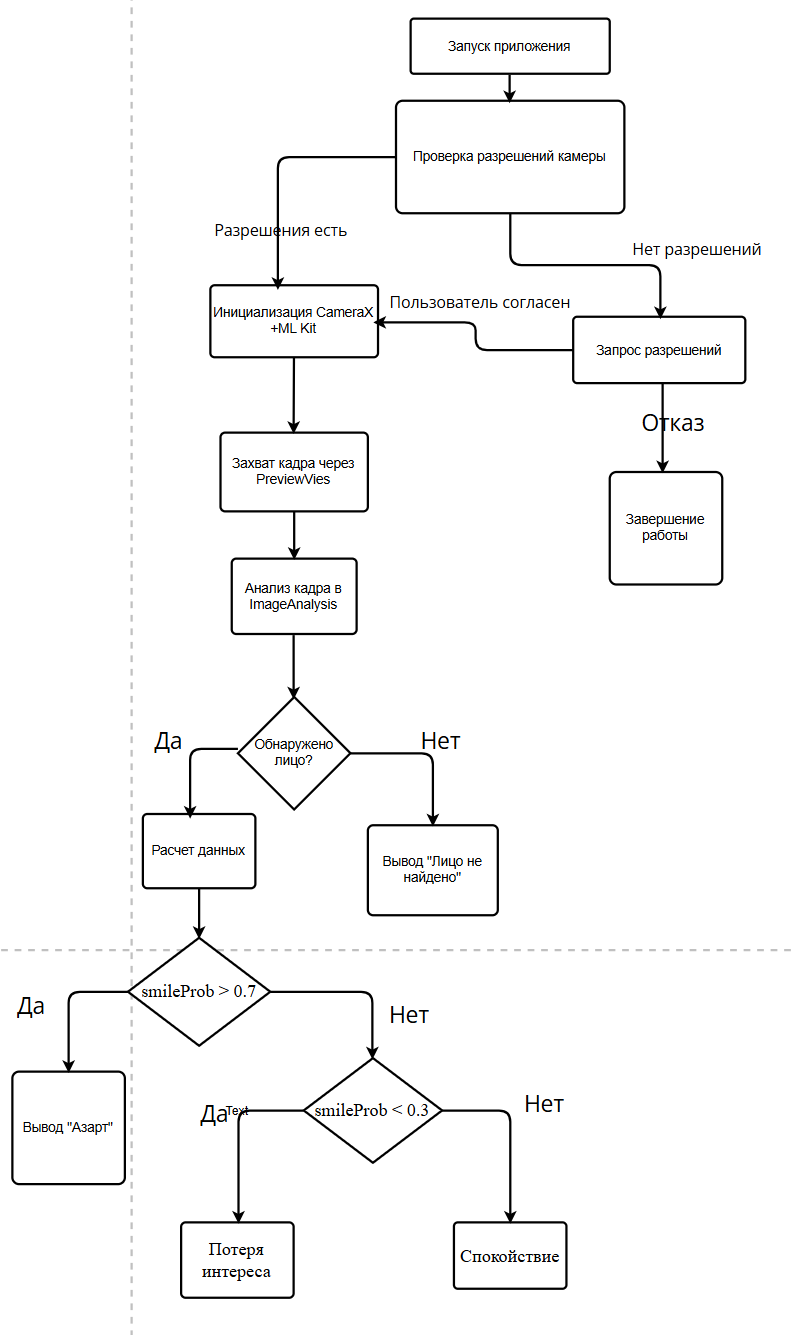 Запуск приложения
Проверка разрешений камеры
Разрешения есть
Нет разрешений
Инициализация CameraX
+ML Kit
Пользователь согласен
Запрос разрешений
Отказ
Захват кадра через
PreviewVies
Завершение
работы
Анализ кадра в
ImageAnalysis
Да
Обнаружено
лицо?
Нет
Расчет данных
Вывод "Лицо не
найдено"
smileProb > 0.7
Да
Нет
Вывод "Азарт"
Да
Text
smileProb < 0.3
Нет
Потеря
интереса
Спокойствие